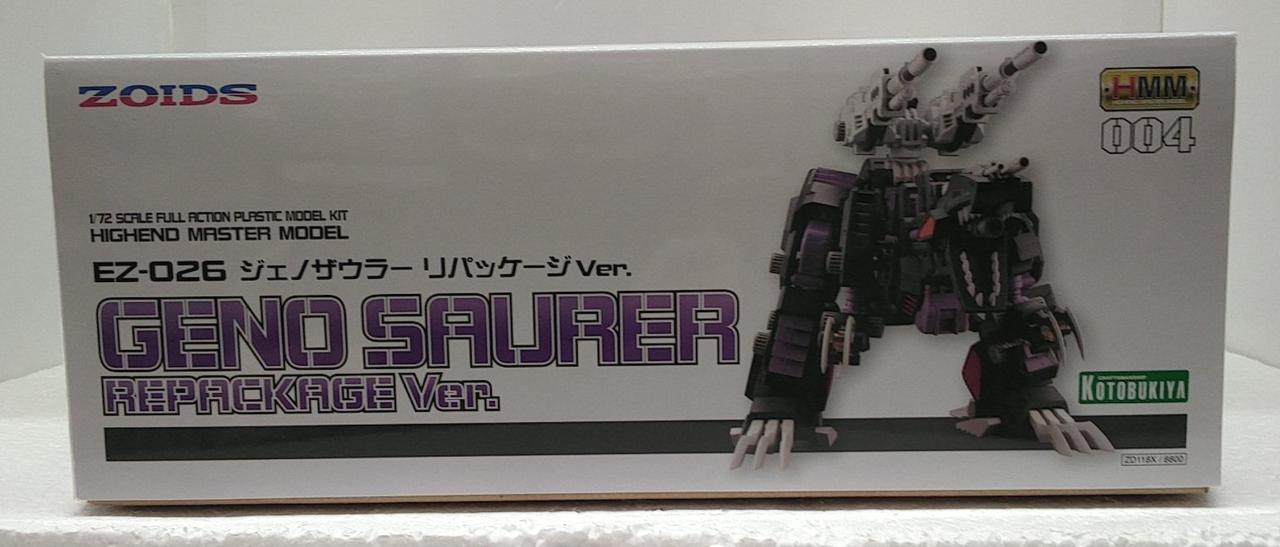 ZOIDS
HMM
004
1/72 SCALE FULL ACTION PLASTIC MODEL KIT
HIGHEND MASTER MODEL
EZ-026 ジェノザウラー リパッケージVer.
GENO SAURER
REPACKAGE Ver.
KOTOBUKIYA
ZD118X / 8800